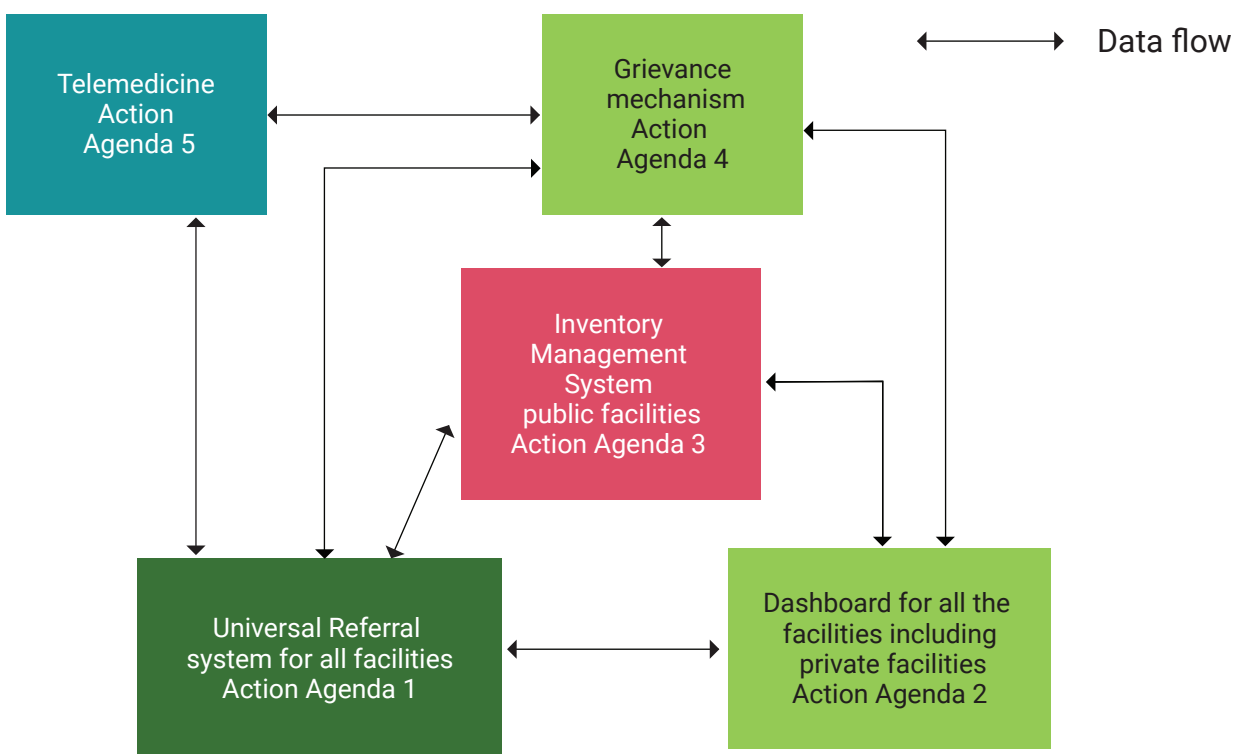 Telemedicine
Action
Agenda 5
Grievance
mechanism
Action
Agenda 4
Data flow
Inventory
Management
System
public facilities
Action Agenda 3
Universal Referral
system for all facilities
Action Agenda 1
Dashboard for all the
facilities including
private facilities
Action Agenda 2